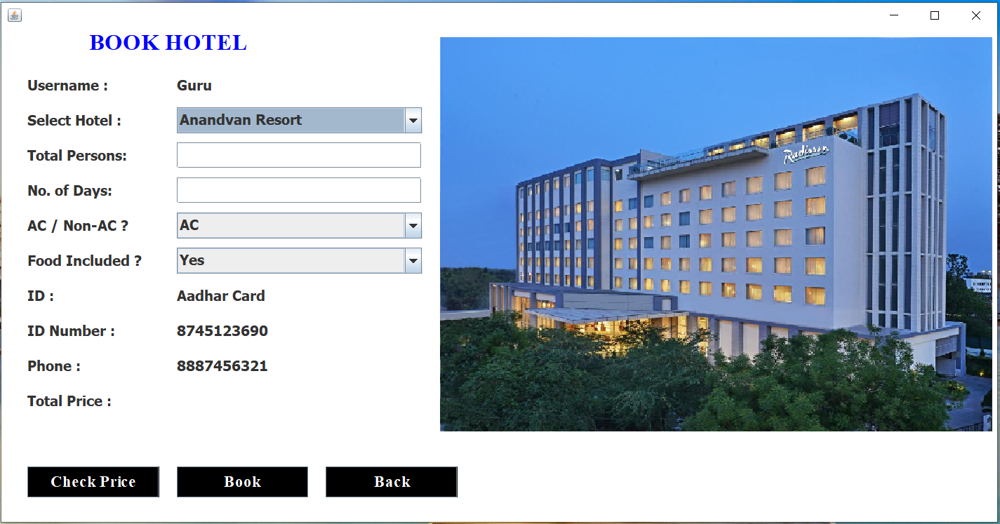 BOOK HOTEL
Username : Guru
Select Hotel : Anandvan Resort
Total Persons:
No. of Days:
AC / Non-AC ? AC
Food Included ? Yes
ID : Aadhar Card
ID Number : 8745123690
Phone : 8887456321
Total Price :
Radisson
Check Price Book Back